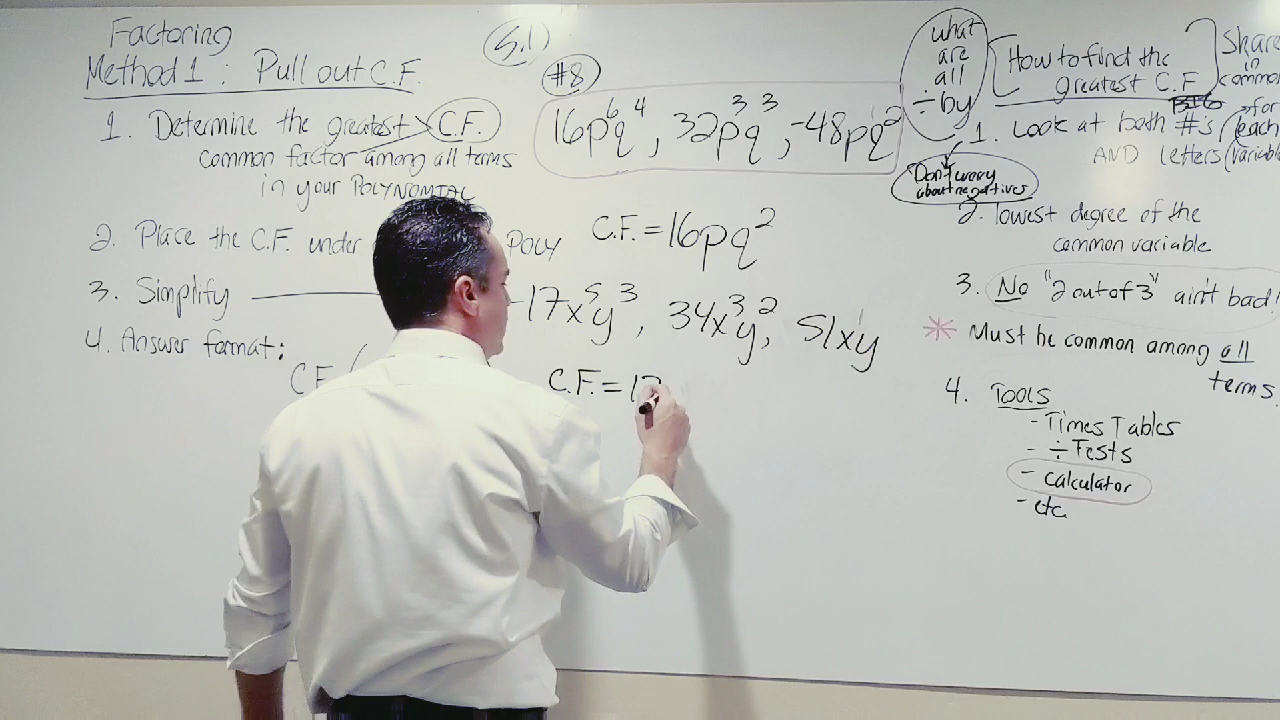 Factoring
Method 1: Pull out C.F.
1. Determine the greatest C.F.
common factor among all terms
in your POLYNOMIAL
2. Place the C.F. under
POLY
3. Simplify
4. Answer format:
C.F. (
5.1)
#8
16p⁶q⁴, 32p³q³, -48pq²
C.F. = 16pq²
-17x⁵y³, 34x³y², 51x¹y
C.F. = 17
what
are
all
÷ by
How to find the
greatest C.F.
Share
in
common
1. Look at both #'s
AND letters
for
each
variable
Don't worry
about negatives
2. lowest degree of the
common variable
3. No "2 out of 3" ain't bad!
* Must be common among all
terms.
4. TOOLS
- Times Tables
- ÷ Tests
- calculator
- etc